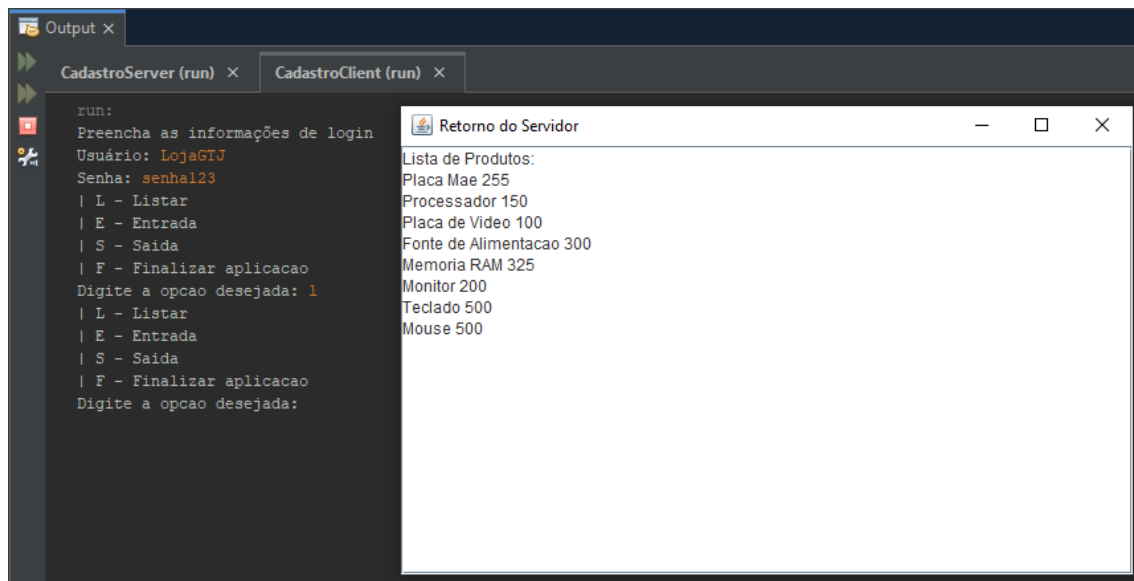 Output
CadastroServer (run)
CadastroClient (run)
run:
Preencha as informações de login
Usuário: LojaGTJ
Senha: senha123
| L - Listar
| E - Entrada
| S - Saida
| F - Finalizar aplicacao
Digite a opcao desejada: l
| L - Listar
| E - Entrada
| S - Saida
| F - Finalizar aplicacao
Digite a opcao desejada:
Retorno do Servidor
Lista de Produtos:
Placa Mae 255
Processador 150
Placa de Video 100
Fonte de Alimentacao 300
Memoria RAM 325
Monitor 200
Teclado 500
Mouse 500